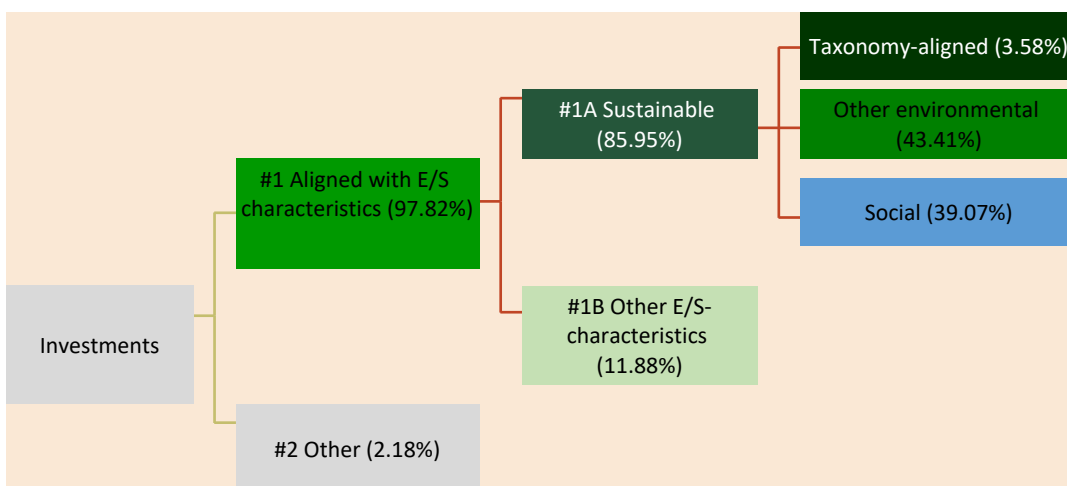 Taxonomy-aligned (3.58%)
#1A Sustainable
(85.95%)
Other environmental
(43.41%)
#1 Aligned with E/S
characteristics (97.82%)
Social (39.07%)
#1B Other E/S-
characteristics
(11.88%)
Investments
#2 Other (2.18%)